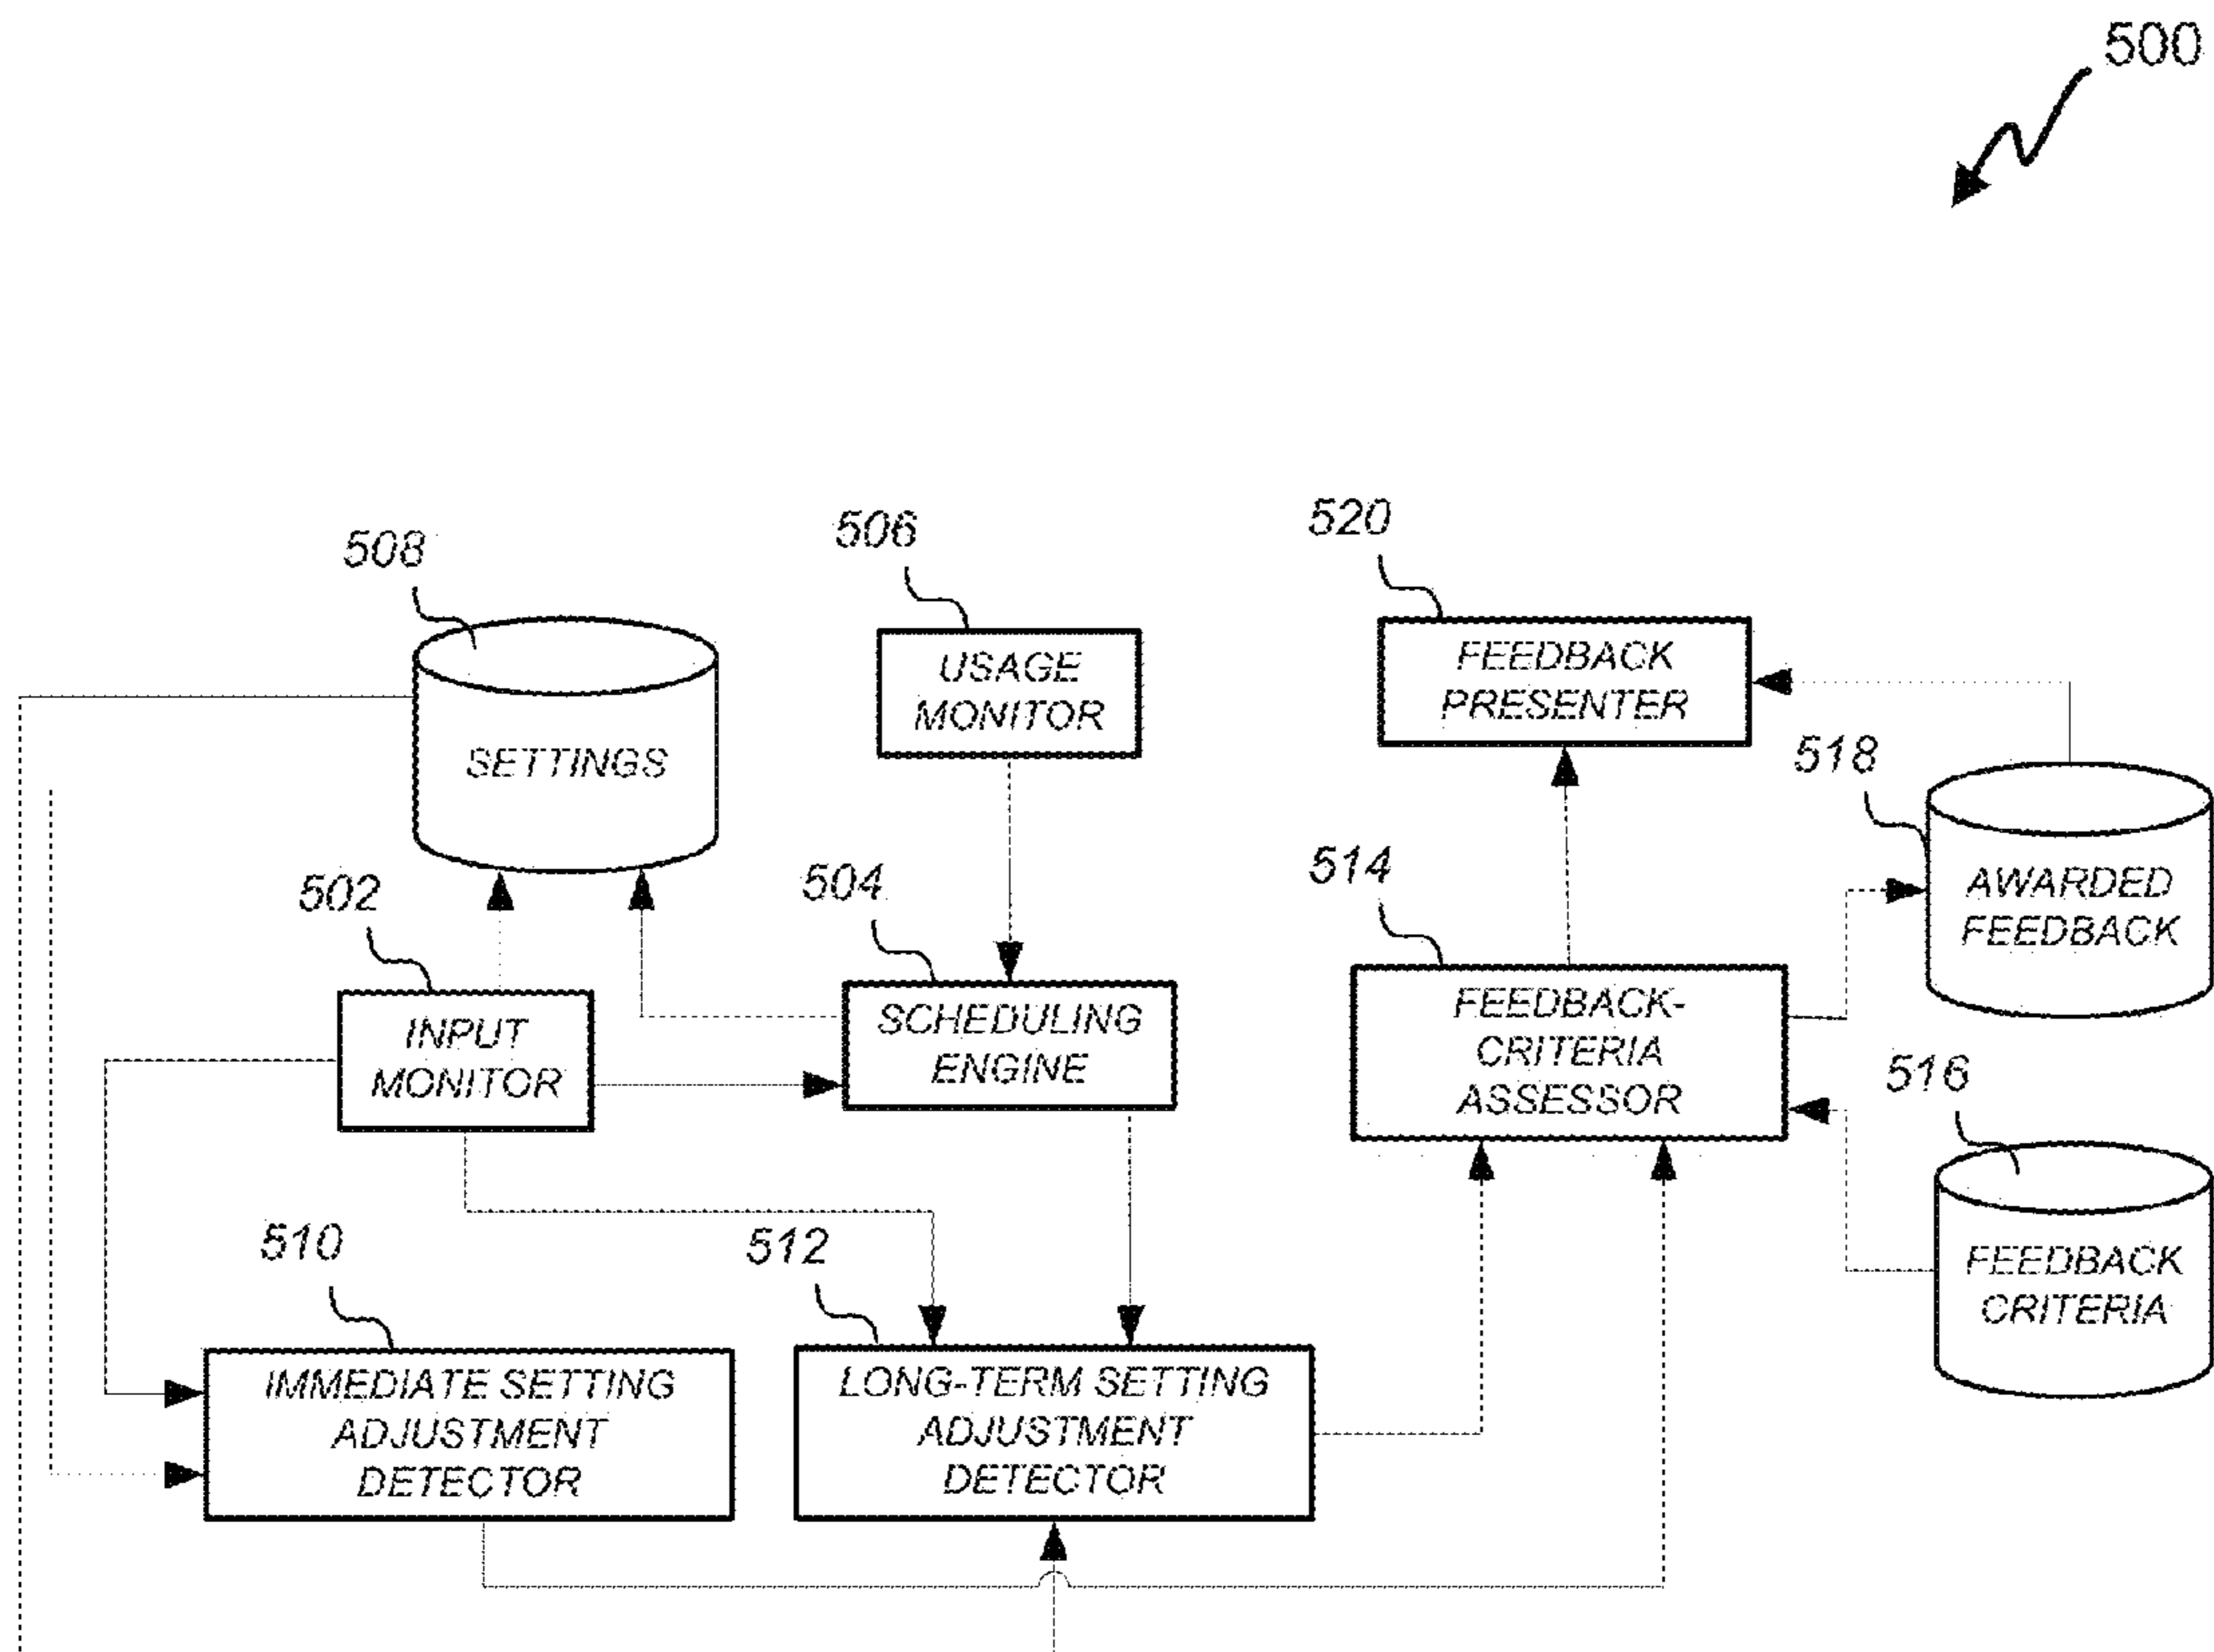 500
508
506
520
USAGE
MONITOR
FEEDBACK
PRESENTER
SETTINGS
518
502
504
514
AWARDED
FEEDBACK
INPUT
MONITOR
SCHEDULING
ENGINE
FEEDBACK-
CRITERIA
ASSESSOR
516
510
512
FEEDBACK
CRITERIA
IMMEDIATE SETTING
ADJUSTMENT
DETECTOR
LONG-TERM SETTING
ADJUSTMENT
DETECTOR